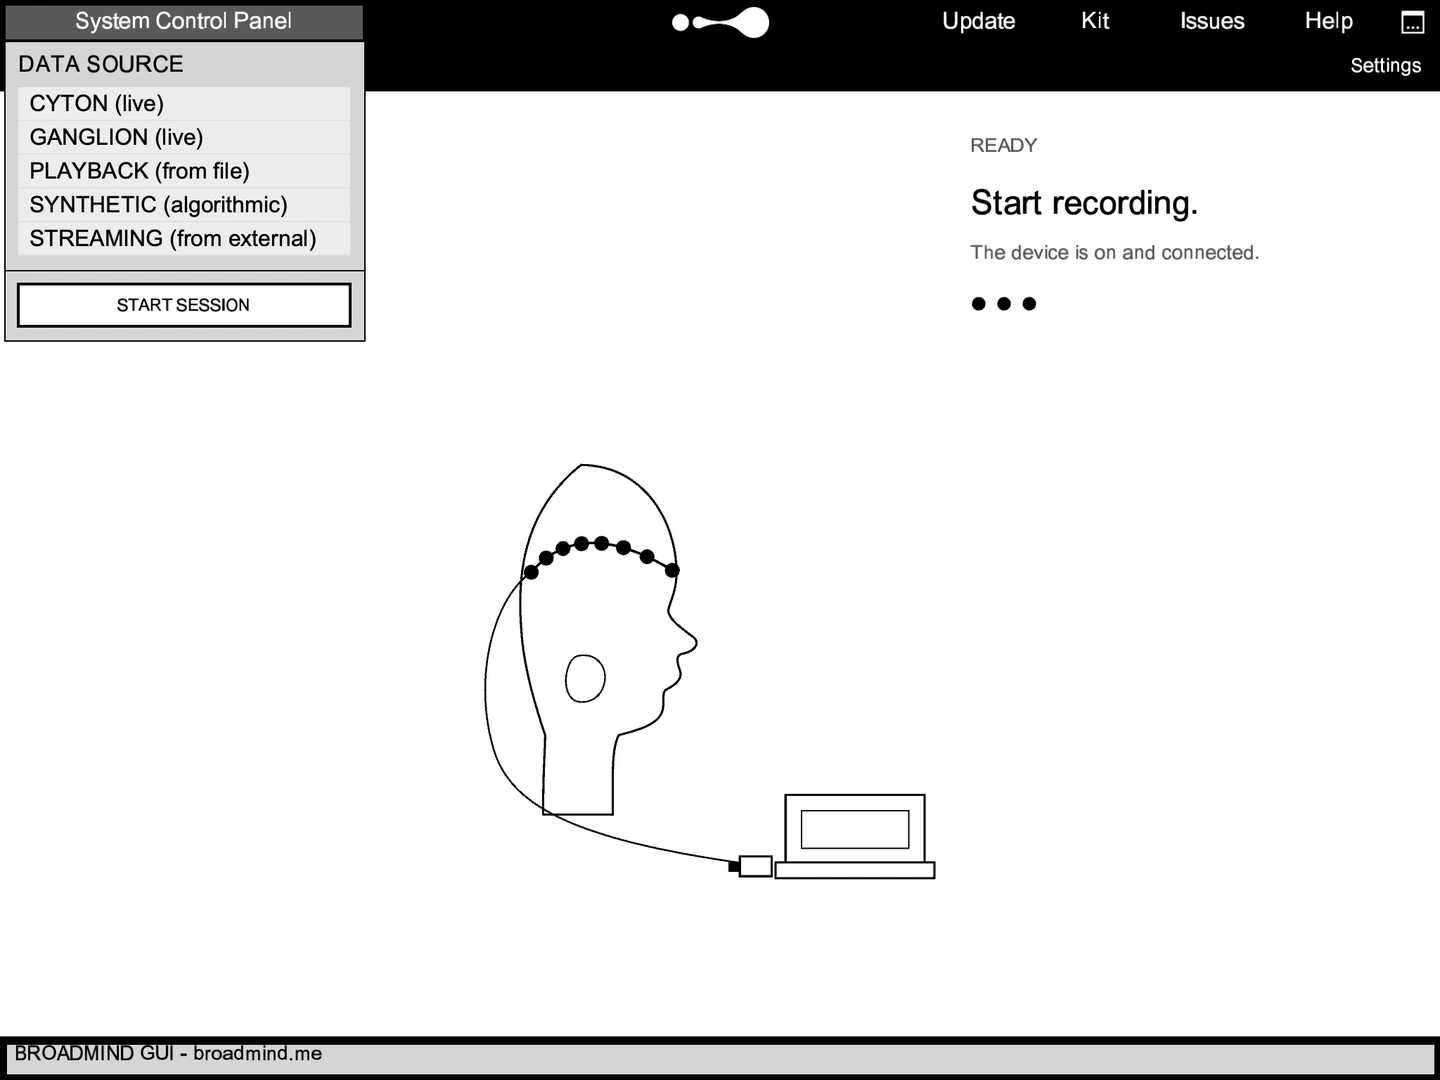 System Control Panel
Update Kit Issues Help
Settings
DATA SOURCE
CYTON (live)
GANGLION (live)
PLAYBACK (from file)
SYNTHETIC (algorithmic)
STREAMING (from external)
START SESSION
READY
Start recording.
The device is on and connected.
BROADMIND GUI - broadmind.me